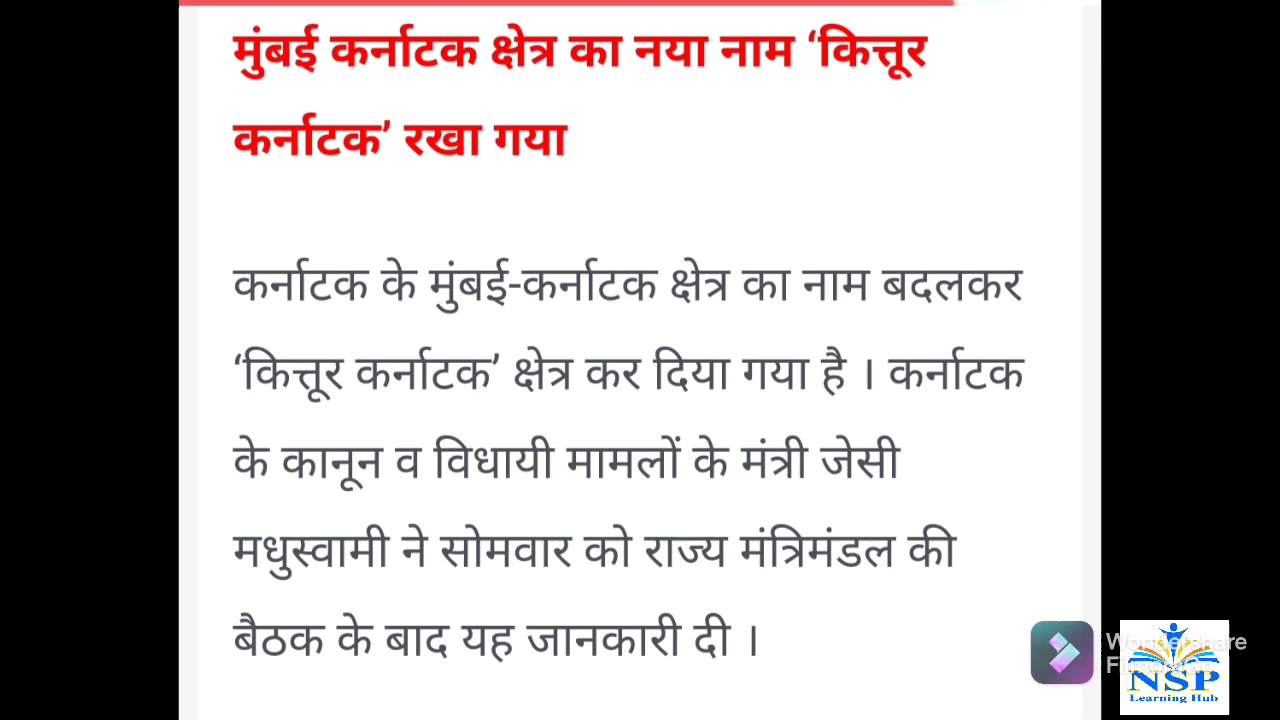 मुंबई कर्नाटक क्षेत्र का नया नाम ‘कित्तूर
कर्नाटक’ रखा गया
कर्नाटक के मुंबई-कर्नाटक क्षेत्र का नाम बदलकर
‘कित्तूर कर्नाटक’ क्षेत्र कर दिया गया है । कर्नाटक
के कानून व विधायी मामलों के मंत्री जेसी
मधुस्वामी ने सोमवार को राज्य मंत्रिमंडल की
बैठक के बाद यह जानकारी दी ।
Wondershare
NSP
Learning Hub